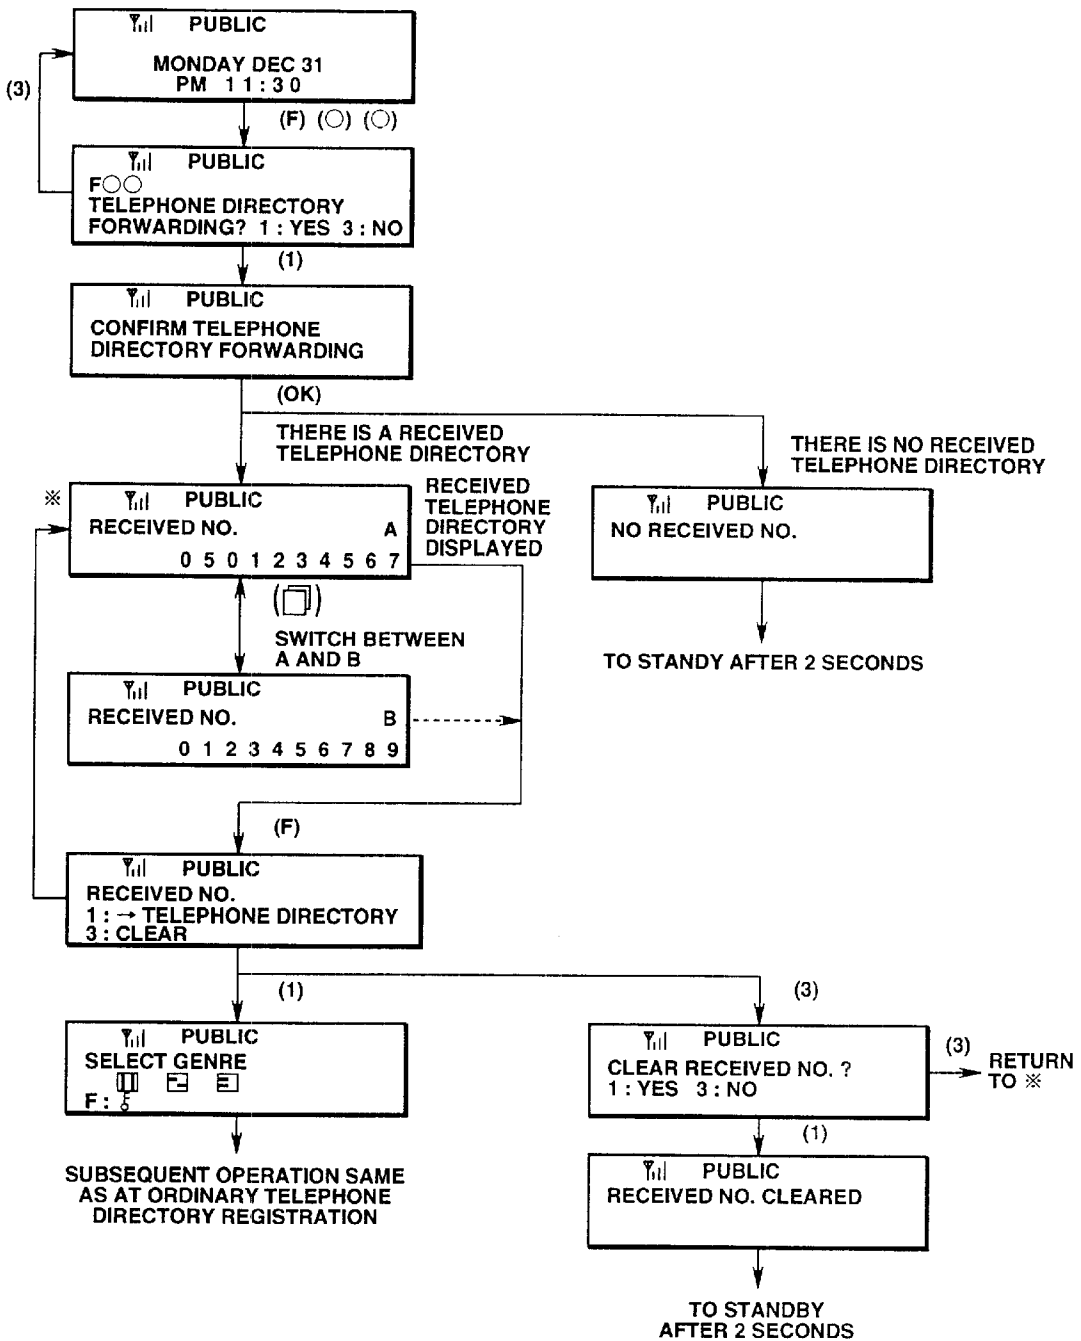 PUBLIC
MONDAY DEC 31
PM 11:30
(3)
(F) (○) (○)
PUBLIC
F○○
TELEPHONE DIRECTORY
FORWARDING? 1 : YES 3 : NO
(1)
PUBLIC
CONFIRM TELEPHONE
DIRECTORY FORWARDING
(OK)
THERE IS A RECEIVED
TELEPHONE DIRECTORY
THERE IS NO RECEIVED
TELEPHONE DIRECTORY
※
PUBLIC
RECEIVED NO. A
0 5 0 1 2 3 4 5 6 7
RECEIVED
TELEPHONE
DIRECTORY
DISPLAYED
PUBLIC
NO RECEIVED NO.
TO STANDY AFTER 2 SECONDS
SWITCH BETWEEN
A AND B
PUBLIC
RECEIVED NO. B
0 1 2 3 4 5 6 7 8 9
(F)
PUBLIC
RECEIVED NO.
1 : → TELEPHONE DIRECTORY
3 : CLEAR
(1)
(3)
PUBLIC
SELECT GENRE
F :
SUBSEQUENT OPERATION SAME
AS AT ORDINARY TELEPHONE
DIRECTORY REGISTRATION
PUBLIC
CLEAR RECEIVED NO. ?
1 : YES 3 : NO
(3)
RETURN
TO ※
(1)
PUBLIC
RECEIVED NO. CLEARED
TO STANDBY
AFTER 2 SECONDS